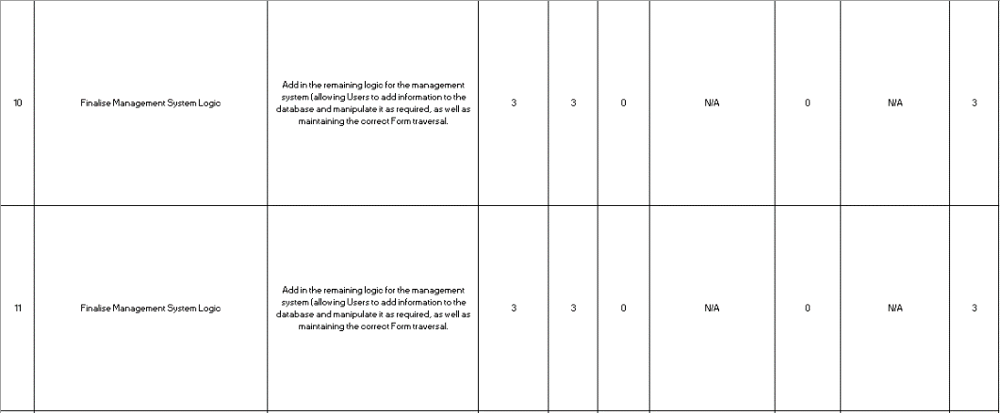 10 Finalise Management System Logic Add in the remaining logic for the management
system (allowing Users to add information to the
database and manipulate it as required, as well as
maintaining the correct Form traversal. 3 3 0 N/A 0 N/A 3
11 Finalise Management System Logic Add in the remaining logic for the management
system (allowing Users to add information to the
database and manipulate it as required, as well as
maintaining the correct Form traversal. 3 3 0 N/A 0 N/A 3